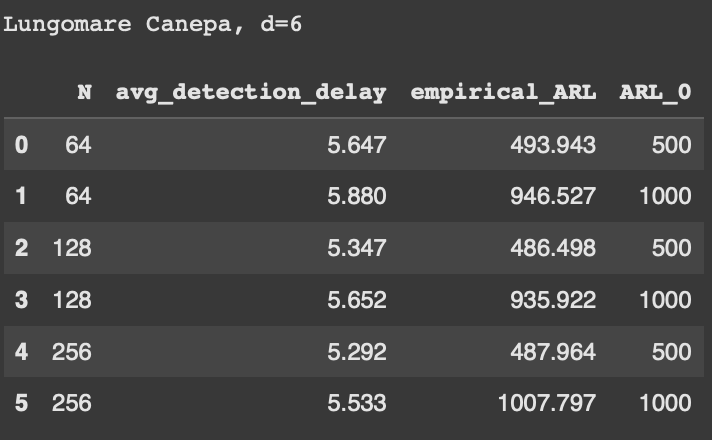 Lungomare Canepa, d=6
N avg_detection_delay empirical_ARL ARL_0
0 64 5.647 493.943 500
1 64 5.880 946.527 1000
2 128 5.347 486.498 500
3 128 5.652 935.922 1000
4 256 5.292 487.964 500
5 256 5.533 1007.797 1000